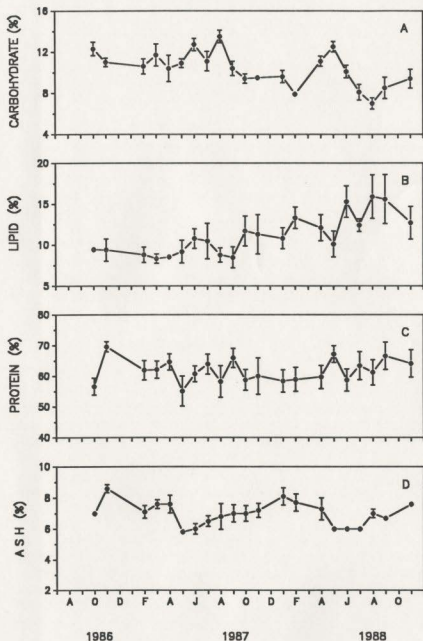 A
CARBOHYDRATE (%)
16
12
8
4
B
LIPID (%)
20
15
10
5
C
PROTEIN (%)
80
70
60
50
40
D
ASH (%)
10
8
6
4
2
A O D F A J A O D F A J A O
1986 1987 1988